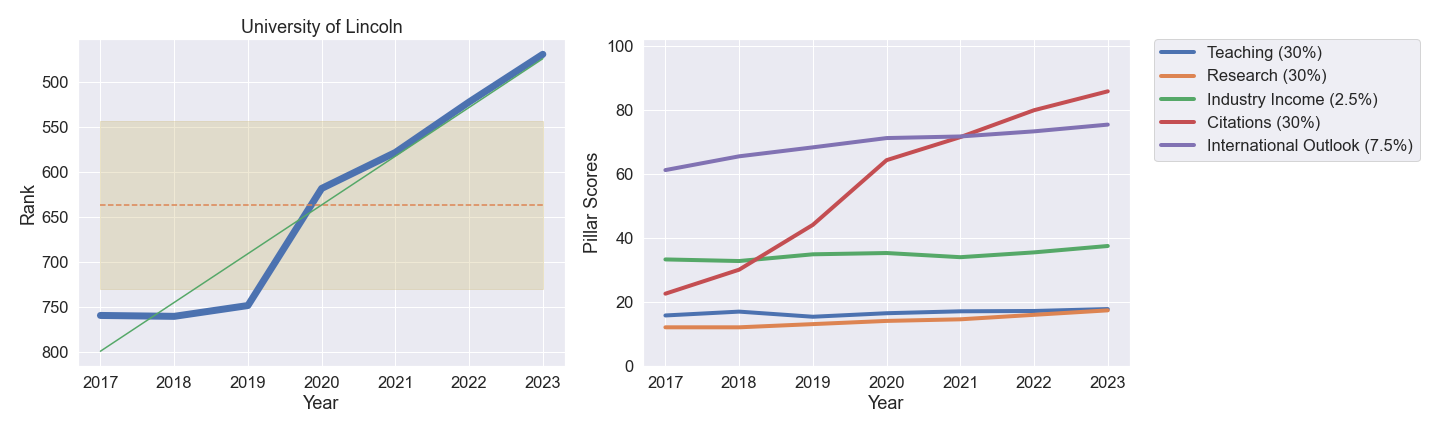 University of Lincoln
Rank
500
550
600
650
700
750
800
2017 2018 2019 2020 2021 2022 2023
Year
Pillar Scores
100
80
60
40
20
0
2017 2018 2019 2020 2021 2022 2023
Year
Teaching (30%)
Research (30%)
Industry Income (2.5%)
Citations (30%)
International Outlook (7.5%)